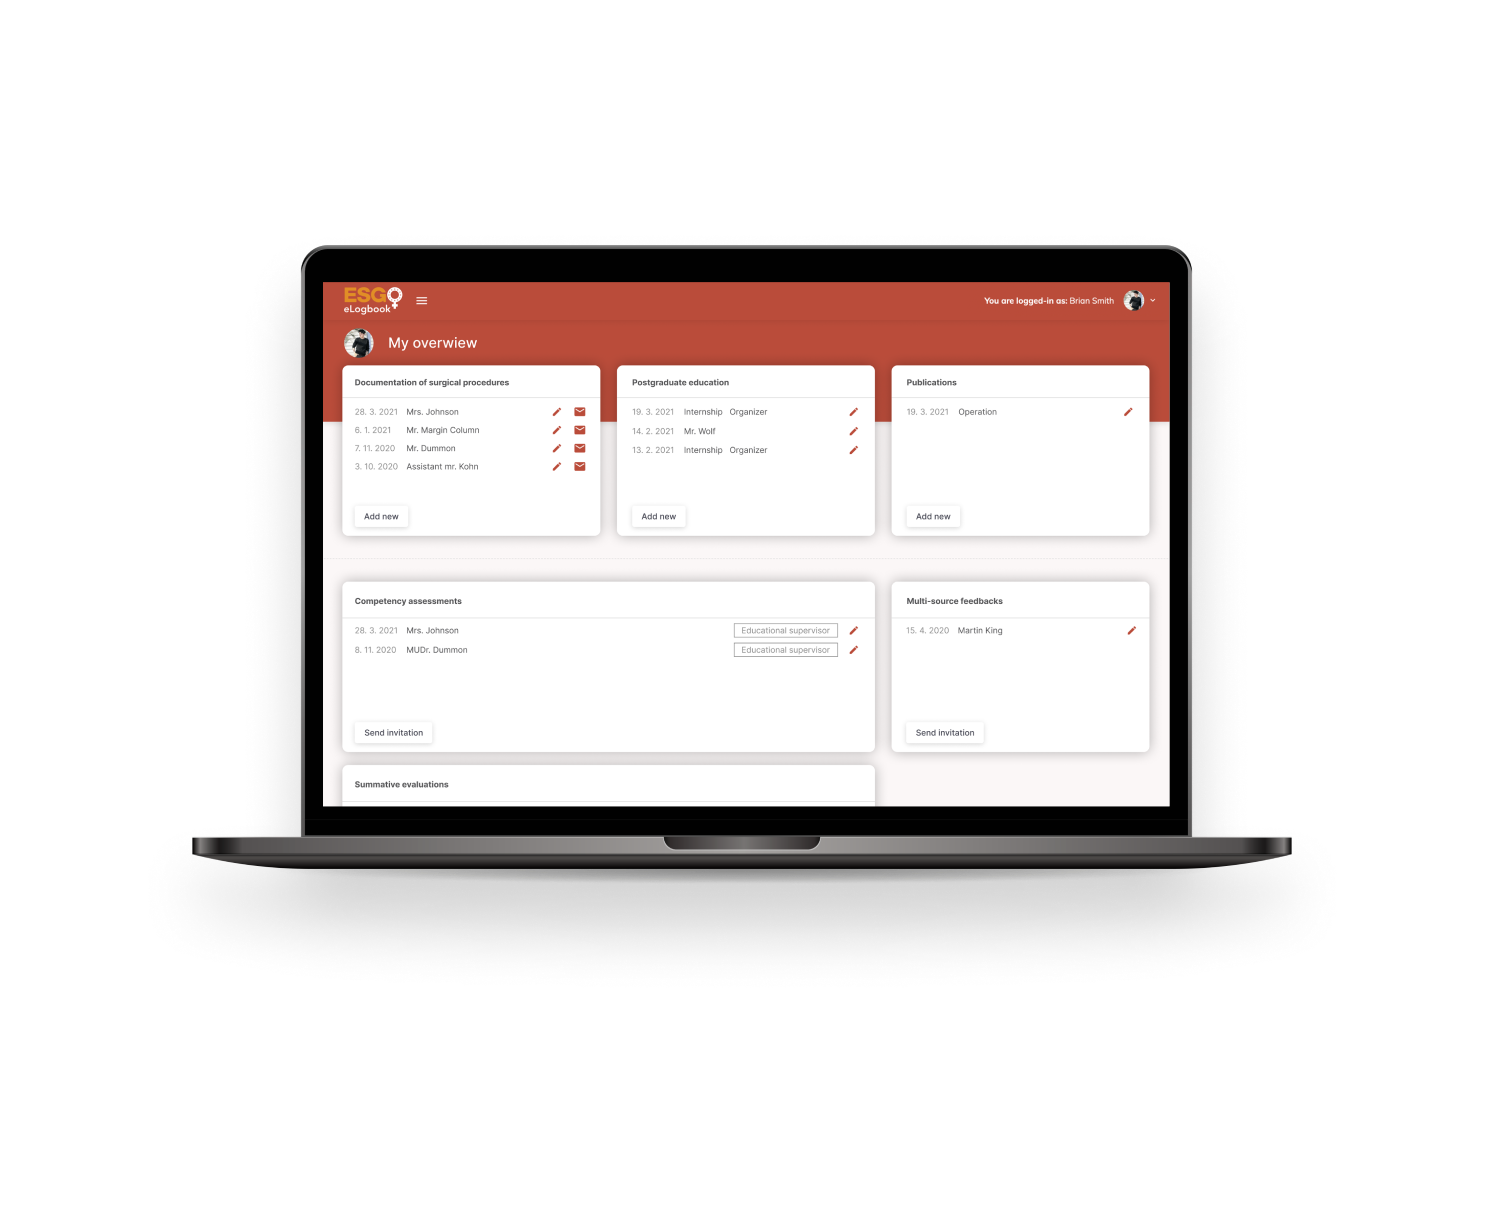 ESGO
eLogbook
You are logged-in as: Brian Smith
My overwiew
Documentation of surgical procedures
28. 3. 2021 Mrs. Johnson
6. 1. 2021 Mr. Margin Column
7. 11. 2020 Mr. Dummon
3. 10. 2020 Assistant mr. Kohn
Add new
Postgraduate education
19. 3. 2021 Internship Organizer
14. 2. 2021 Mr. Wolf
13. 2. 2021 Internship Organizer
Add new
Publications
19. 3. 2021 Operation
Add new
Competency assessments
28. 3. 2021 Mrs. Johnson Educational supervisor
8. 11. 2020 MUDr. Dummon Educational supervisor
Send invitation
Multi-source feedbacks
15. 4. 2020 Martin King
Send invitation
Summative evaluations